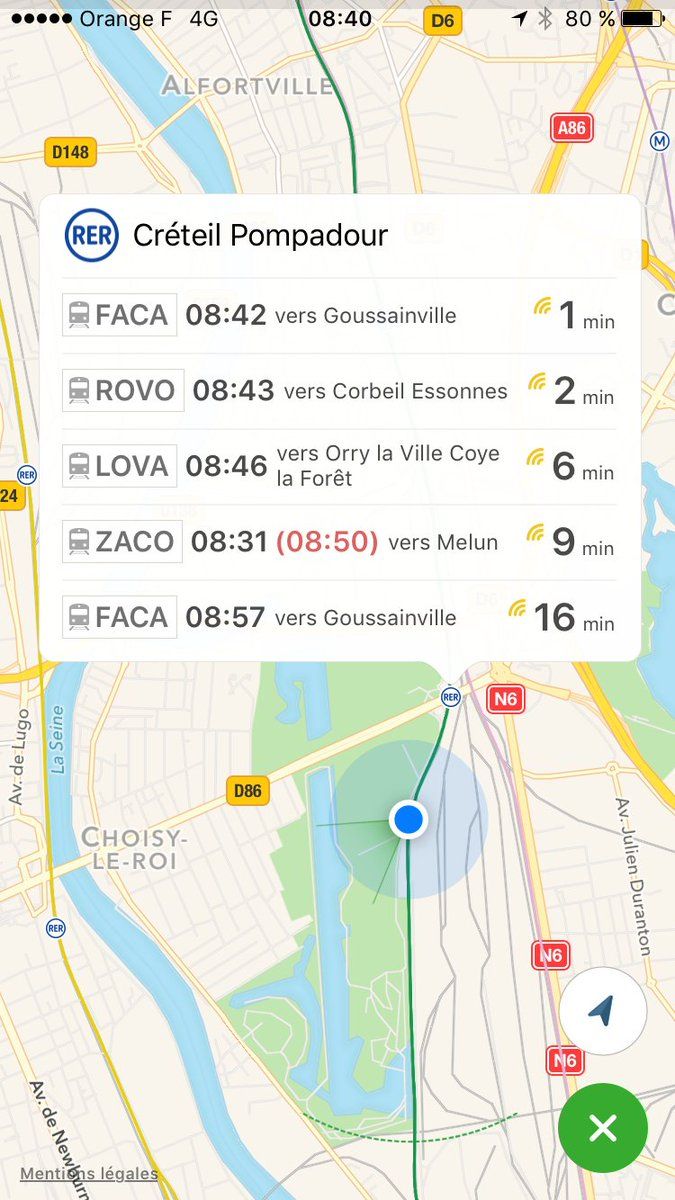 Orange F 4G 08:40 80 %
D6
ALFORTVILLE
A86
D148
M
RER Créteil Pompadour
FACA 08:42 vers Goussainville 1 min
ROVO 08:43 vers Corbeil Essonnes 2 min
LOVA 08:46 vers Orry la Ville Coye
la Forêt 6 min
ZACO 08:31 (08:50) vers Melun 9 min
FACA 08:57 vers Goussainville 16 min
RER
24
D6
D6
RER
N6
La Seine
Av. de Lugo
D86
CHOISY-
LE-ROI
Av. Julien Duranton
RER
N6
N6
Mentions légales